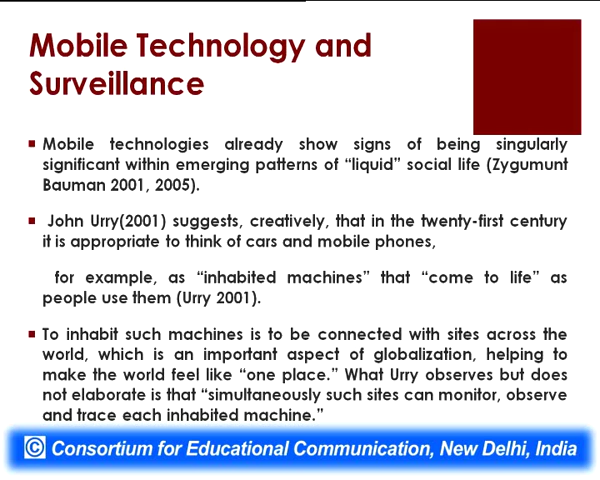 Mobile Technology and
Surveillance
Mobile technologies already show signs of being singularly
significant within emerging patterns of “liquid” social life (Zygumunt
Bauman 2001, 2005).
John Urry(2001) suggests, creatively, that in the twenty-first century
it is appropriate to think of cars and mobile phones,
for example, as “inhabited machines” that “come to life” as
people use them (Urry 2001).
To inhabit such machines is to be connected with sites across the
world, which is an important aspect of globalization, helping to
make the world feel like “one place.” What Urry observes but does
not elaborate is that “simultaneously such sites can monitor, observe
and trace each inhabited machine.”
© Consortium for Educational Communication, New Delhi, India